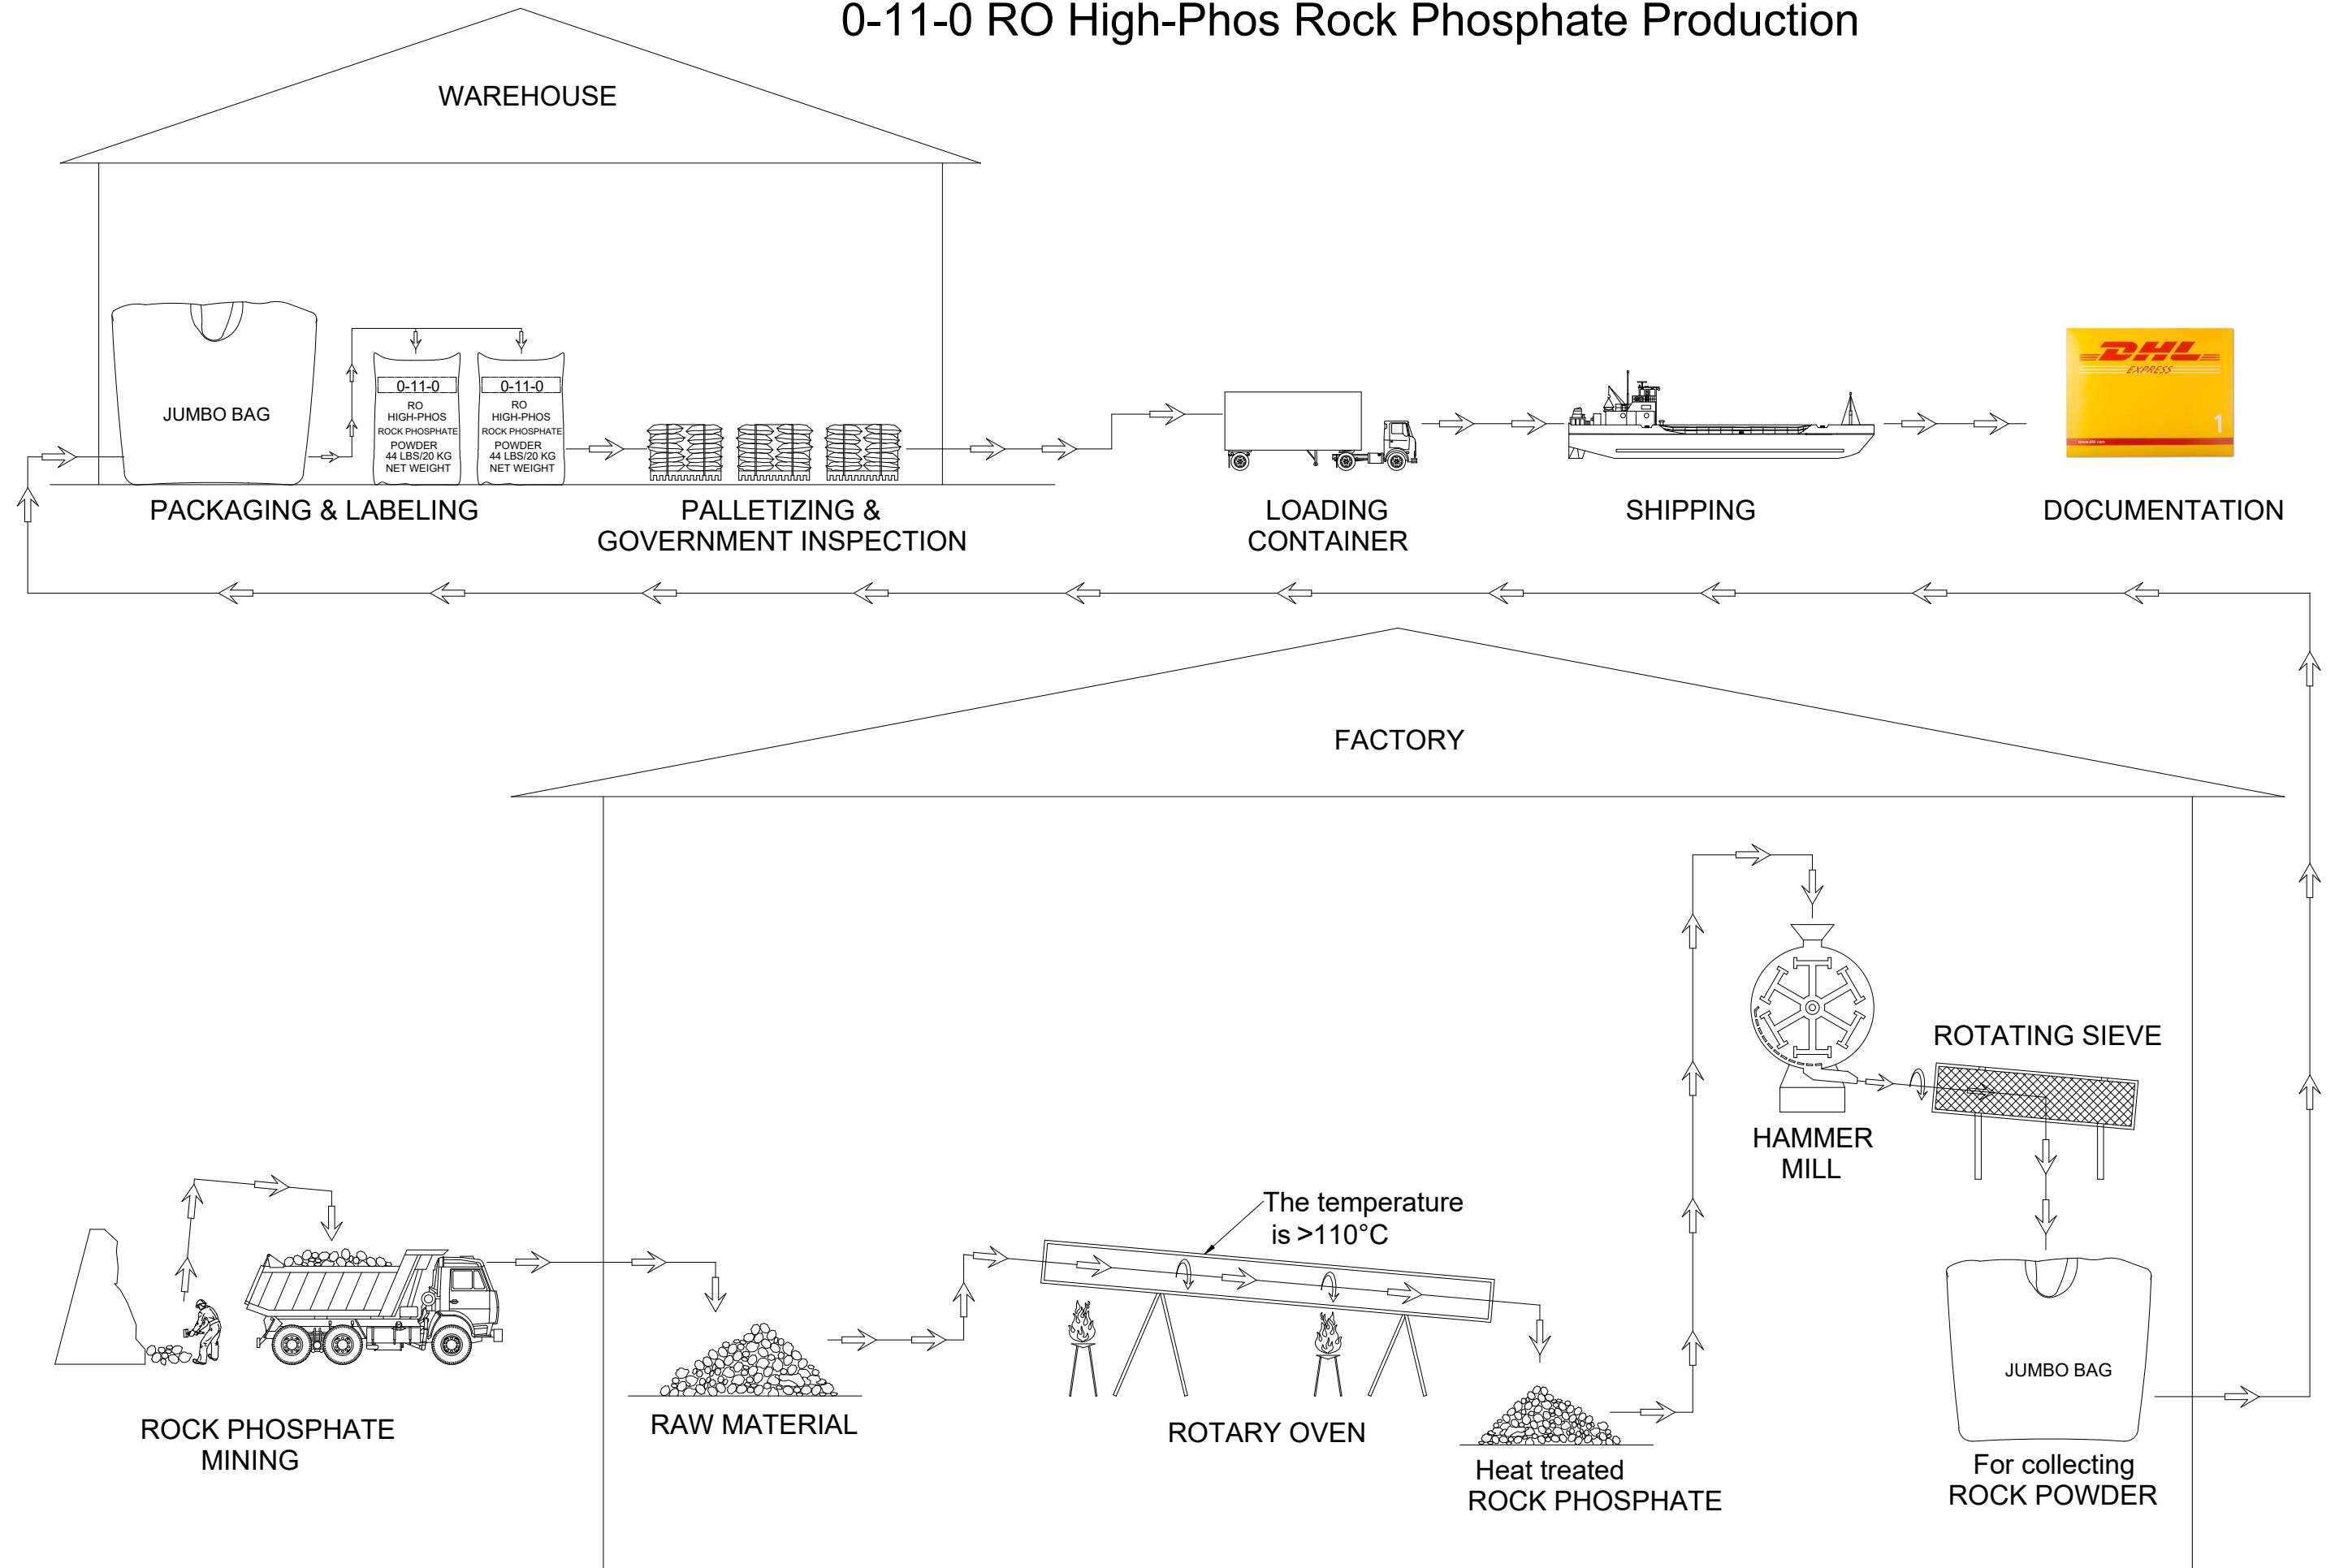 0-11-0 RO High-Phos Rock Phosphate Production
WAREHOUSE
JUMBO BAG
0-11-0
RO
HIGH-PHOS
ROCK PHOSPHATE
POWDER
44 LBS/20 KG
NET WEIGHT
0-11-0
RO
HIGH-PHOS
ROCK PHOSPHATE
POWDER
44 LBS/20 KG
NET WEIGHT
DHL
EXPRESS
1
www.dhl.com
PACKAGING & LABELING
PALLETIZING &
GOVERNMENT INSPECTION
LOADING
CONTAINER
SHIPPING
DOCUMENTATION
FACTORY
ROTATING SIEVE
HAMMER
MILL
The temperature
is >110°C
JUMBO BAG
ROCK PHOSPHATE
MINING
RAW MATERIAL
ROTARY OVEN
Heat treated
ROCK PHOSPHATE
For collecting
ROCK POWDER